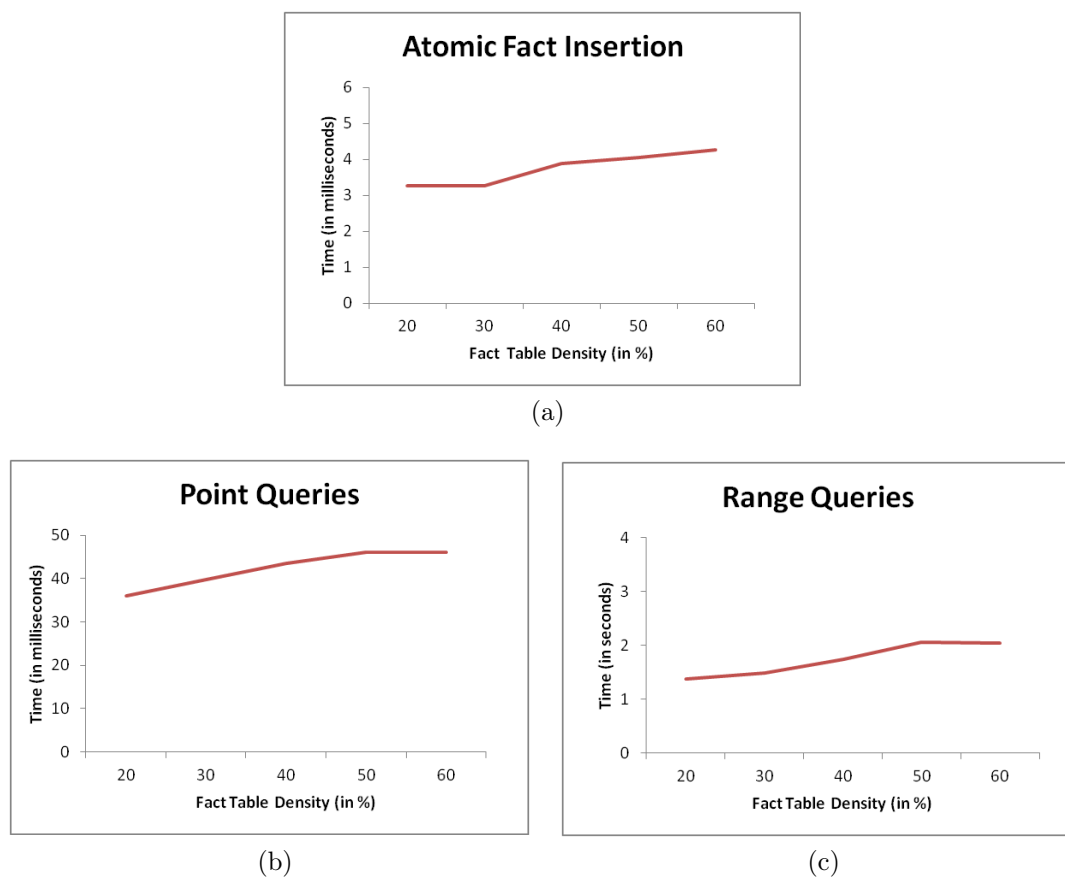 Atomic Fact Insertion
6
5
4
3
2
1
0
Time (in milliseconds)
20 30 40 50 60
Fact Table Density (in %)
(a)
Point Queries
50
40
30
20
10
0
Time (in milliseconds)
20 30 40 50 60
Fact Table Density (in %)
(b)
Range Queries
4
3
2
1
0
Time (in seconds)
20 30 40 50 60
Fact Table Density (in %)
(c)